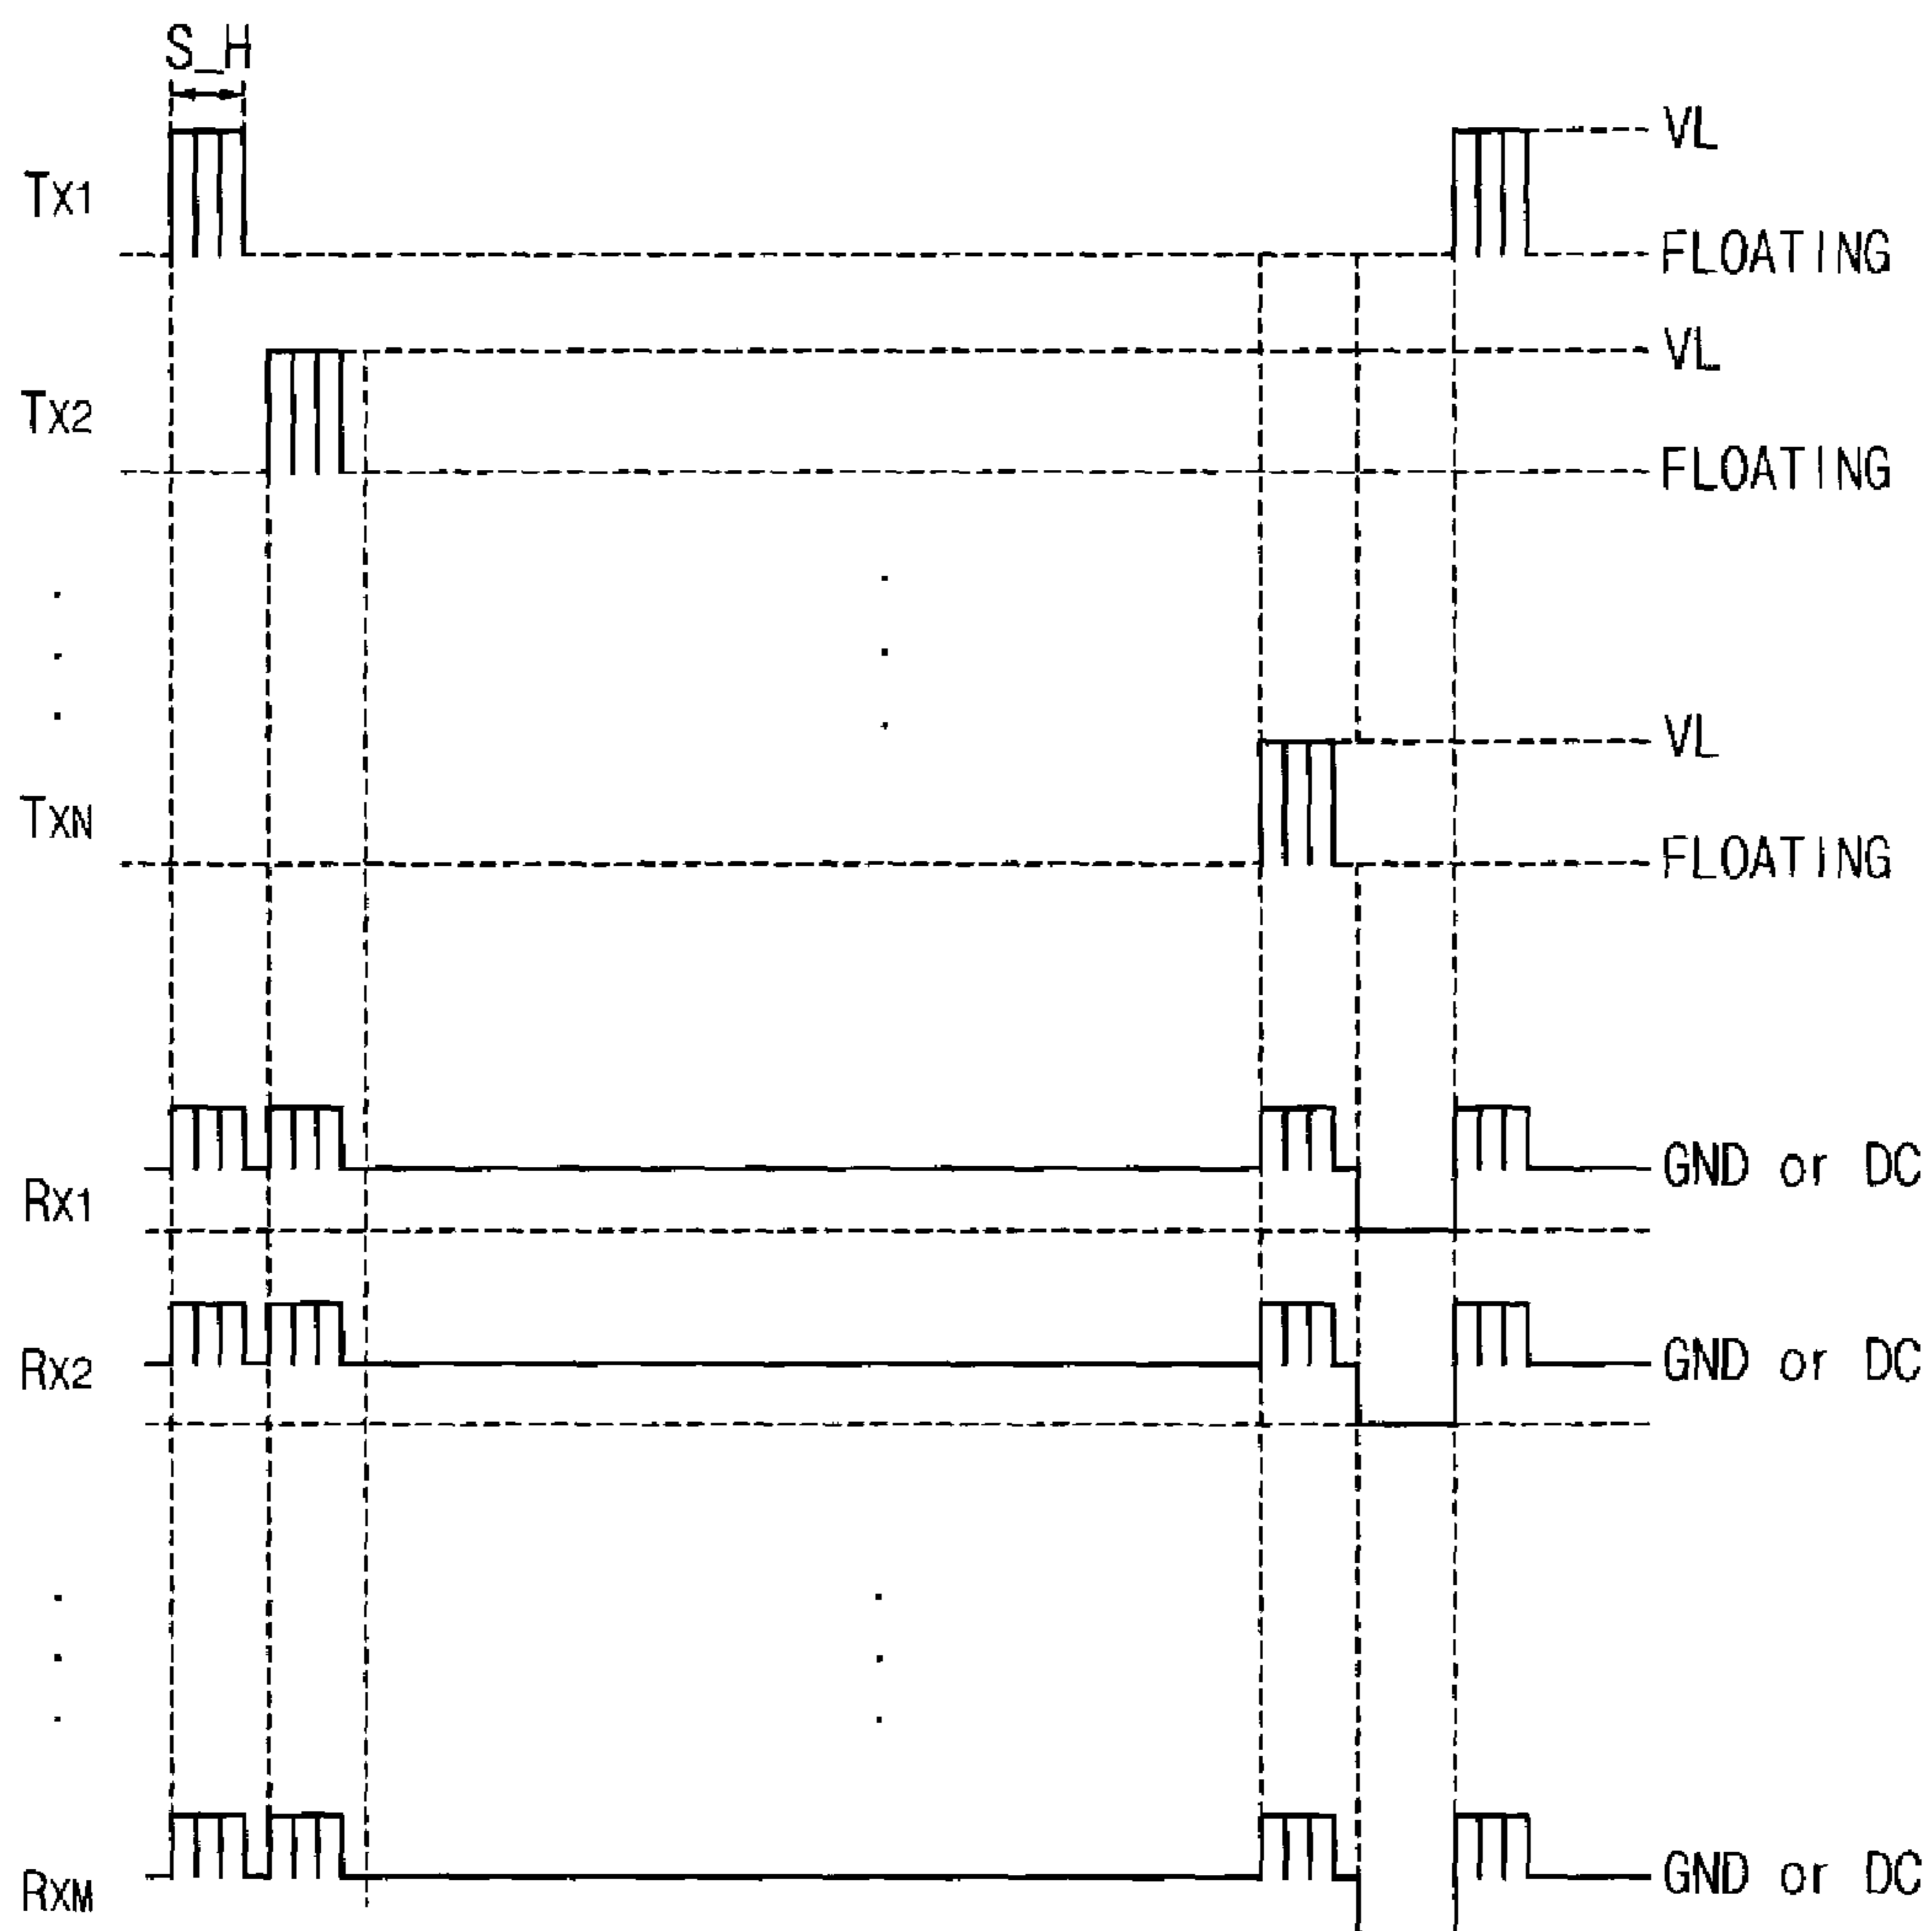 S_H
VL
Tx1
FLOATING
VL
Tx2
FLOATING
VL
TxN
FLOATING
GND or DC
Rx1
GND or DC
Rx2
GND or DC
RxM